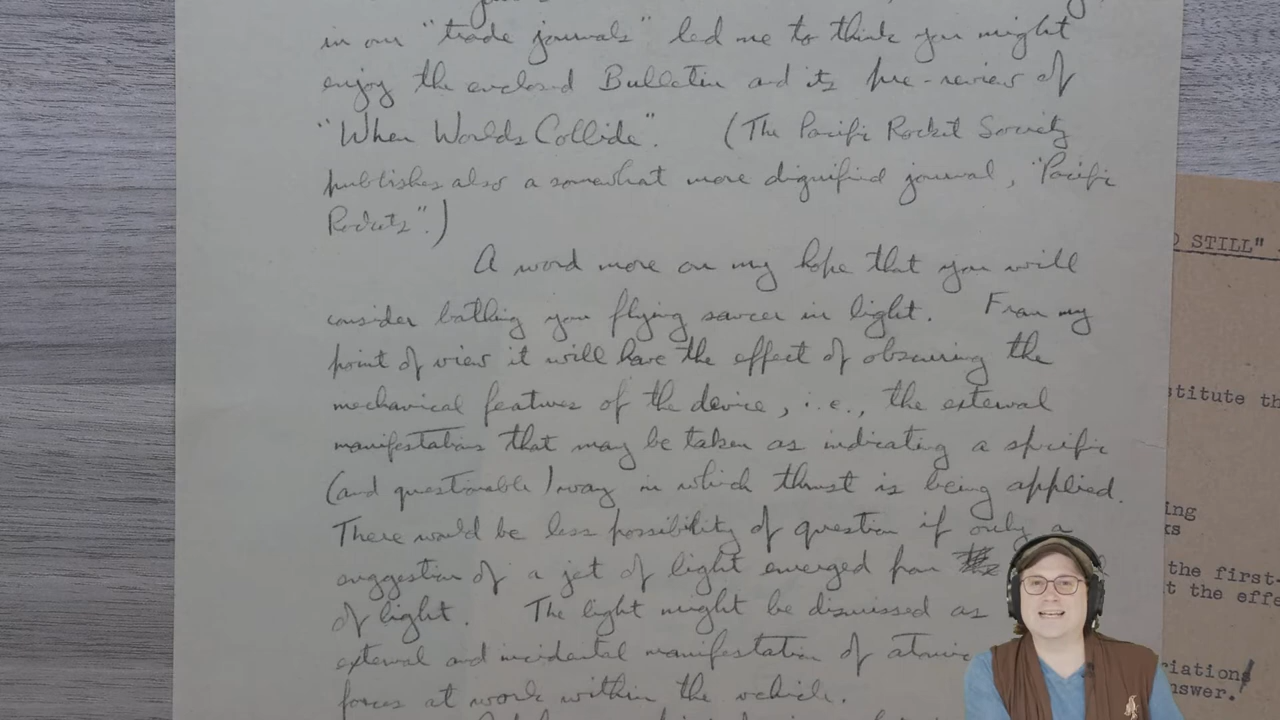 in our "trade journals" led me to think you might
enjoy the enclosed Bulletin and its pre-review of
"When Worlds Collide". (The Pacific Rocket Society
publishes also a somewhat more dignified journal, "Pacific
Rockets".)
A word more on my hope that you will
consider bathing you flying saucer in light. From my
point of view it will have the effect of obscuring the
mechanical features of the device, i.e., the external
manifestations that may be taken as indicating a specific
(and questionable) way in which thrust is being applied.
There would be less possibility of question if only a
suggestion of a jet of light emerged from
of light. The light might be dismissed as
external and incidental manifestation of atomic
forces at work within the vehicle.
STILL"
stitute th
ing
ks
the first-
t the effe
iations
nswer.